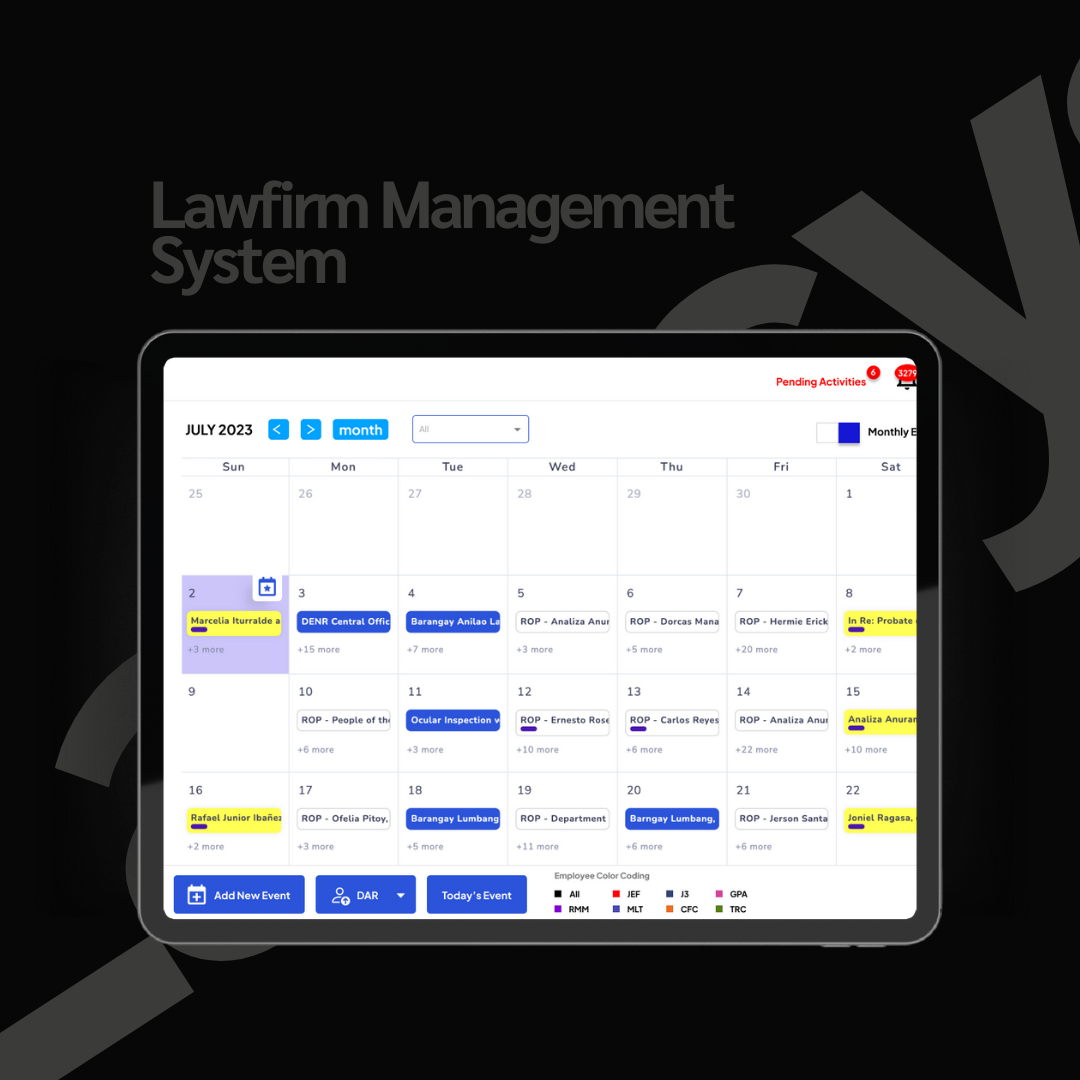 Lawfirm Management
System
Pending Activities 6 3279
JULY 2023 < > month All Monthly E
Sun Mon Tue Wed Thu Fri Sat
25 26 27 28 29 30 1
2 3 4 5 6 7 8
Marcelia Iturralde a DENR Central Offic Barangay Anilao La ROP - Analiza Anur ROP - Dorcas Mana ROP - Hermie Erick In Re: Probate
+3 more +15 more +7 more +3 more +5 more +20 more +2 more
9 10 11 12 13 14 15
ROP - People of the Ocular Inspection w ROP - Ernesto Rose ROP - Carlos Reyes ROP - Analiza Anur Analiza Anuran
+6 more +3 more +10 more +6 more +22 more +10 more
16 17 18 19 20 21 22
Rafael Junior Ibañez ROP - Ofelia Pitoy, Barangay Lumbang ROP - Department Barngay Lumbang, ROP - Jerson Santa Joniel Ragasa,
+2 more +3 more +5 more +11 more +6 more +6 more
Employee Color Coding
Add New Event DAR Today's Event
All JEF J3 GPA
RMM MLT CFC TRC